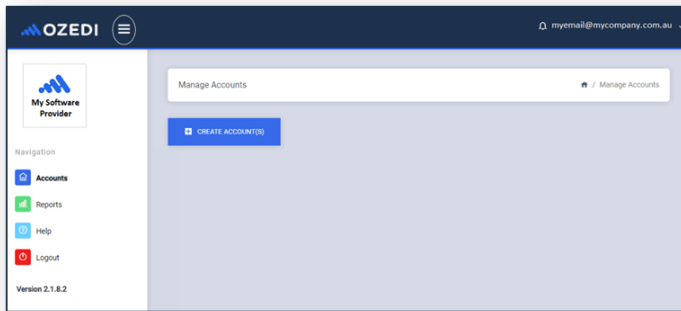 OZEDI
myemail@mycompany.com.au
My Software
Provider
Manage Accounts
/ Manage Accounts
CREATE ACCOUNT(S)
Navigation
Accounts
Reports
Help
Logout
Version 2.1.8.2